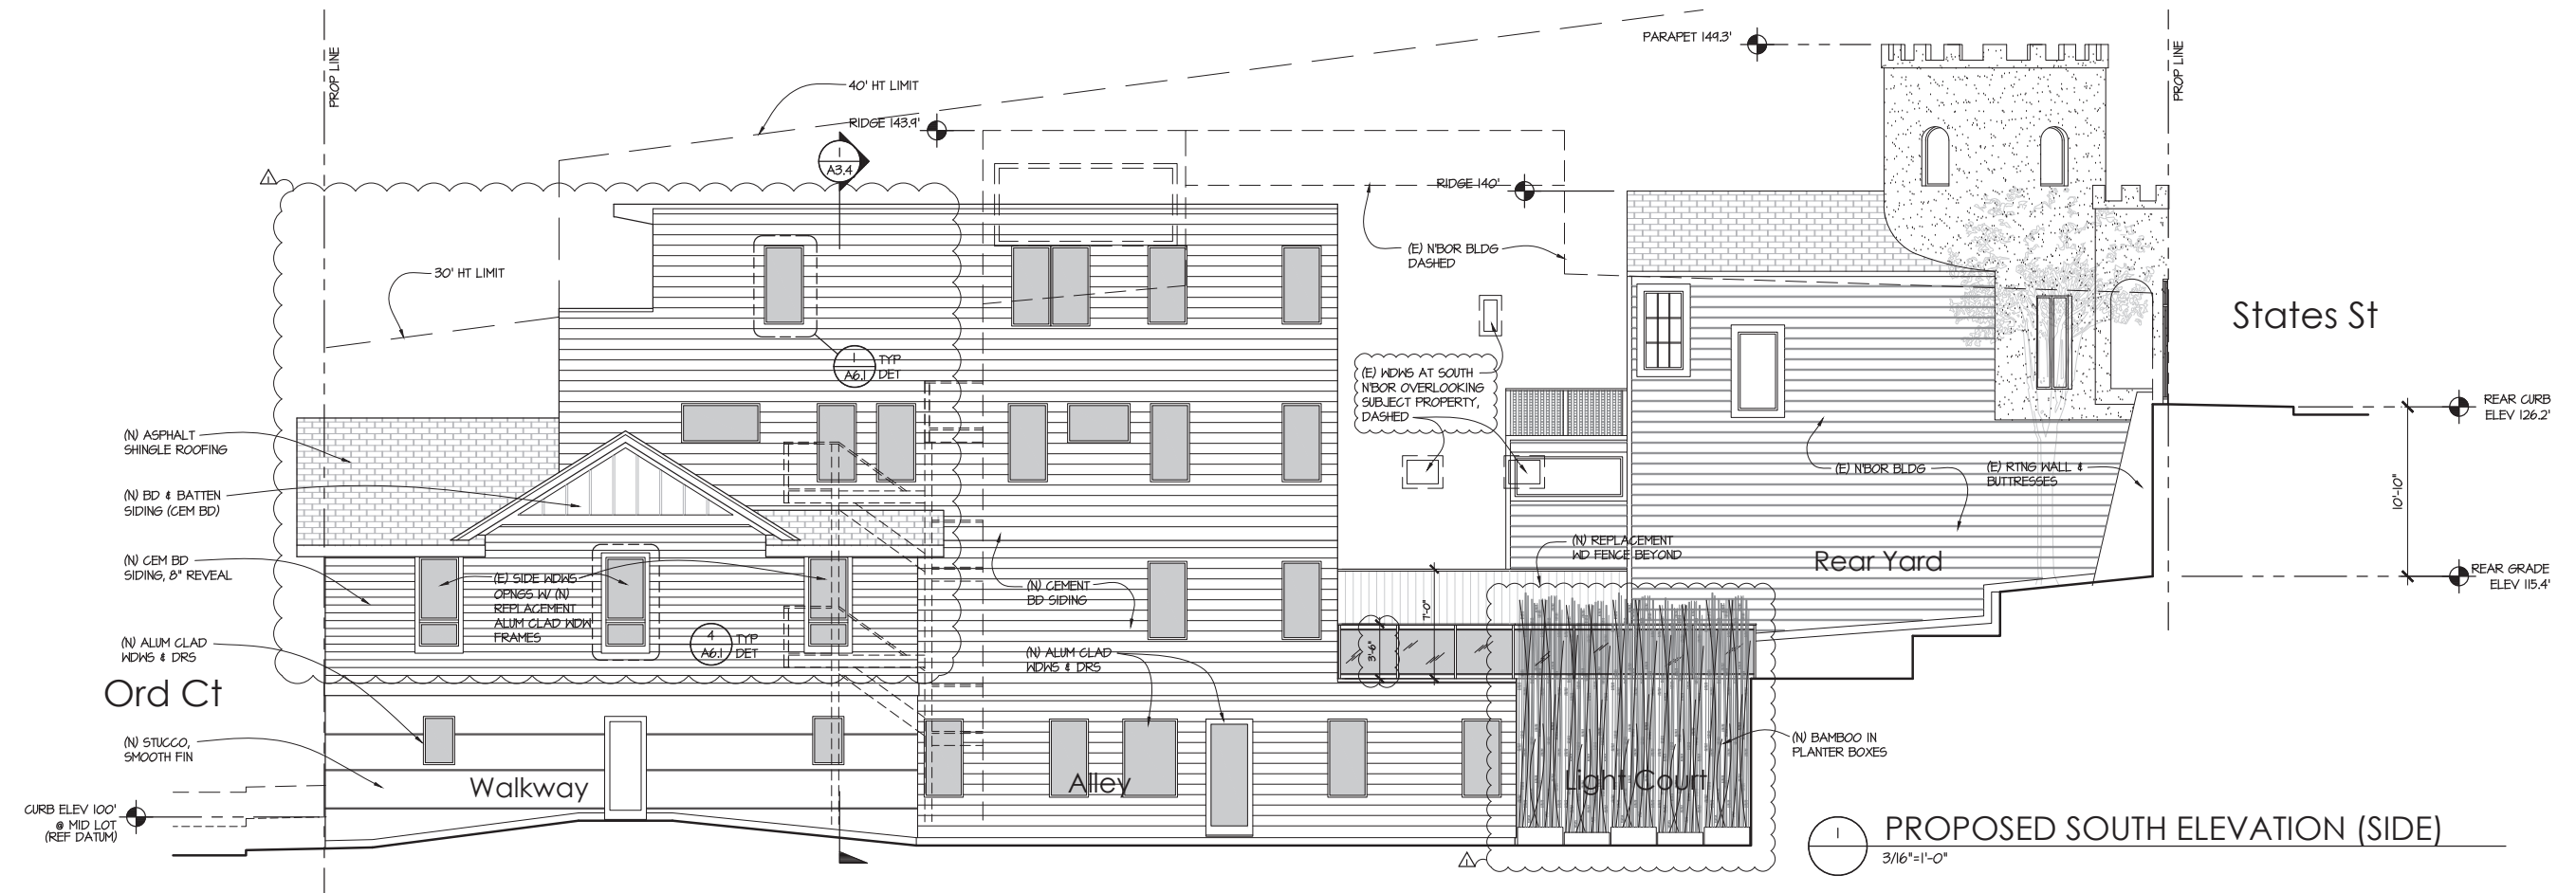 PROP LINE
40' HT LIMIT
RIDGE 143.9'
1
A3.4
PARAPET 149.3'
PROP LINE
1
RIDGE 140'
30' HT LIMIT
(E) N'BOR BLDG
DASHED
States St
1
A6.1
TYP
DET
(E) WDWS AT SOUTH
N'BOR OVERLOOKING
SUBJECT PROPERTY,
DASHED
REAR CURB
ELEV 126.2'
(N) ASPHALT
SHINGLE ROOFING
(E) N'BOR BLDG
(E) RTNG WALL &
BUTTRESSES
10'-10"
(N) BD & BATTEN
SIDING (CEM BD)
(N) REPLACEMENT
WD FENCE BEYOND
Rear Yard
REAR GRADE
ELEV 115.4'
(N) CEM BD
SIDING, 8" REVEAL
(E) SIDE WDWS
OPNGS W/ (N)
REPLACEMENT
ALUM CLAD WDW
FRAMES
(N) CEMENT
BD SIDING
7'-0"
3'-6"
4
A6.1
TYP
DET
(N) ALUM CLAD
WDWS & DRS
(N) ALUM CLAD
WDWS & DRS
Ord Ct
(N) STUCCO,
SMOOTH FIN
(N) BAMBOO IN
PLANTER BOXES
Walkway
Alley
Light Court
CURB ELEV 100'
@ MID LOT
(REF DATUM)
1
1
PROPOSED SOUTH ELEVATION (SIDE)
3/16"=1'-0"